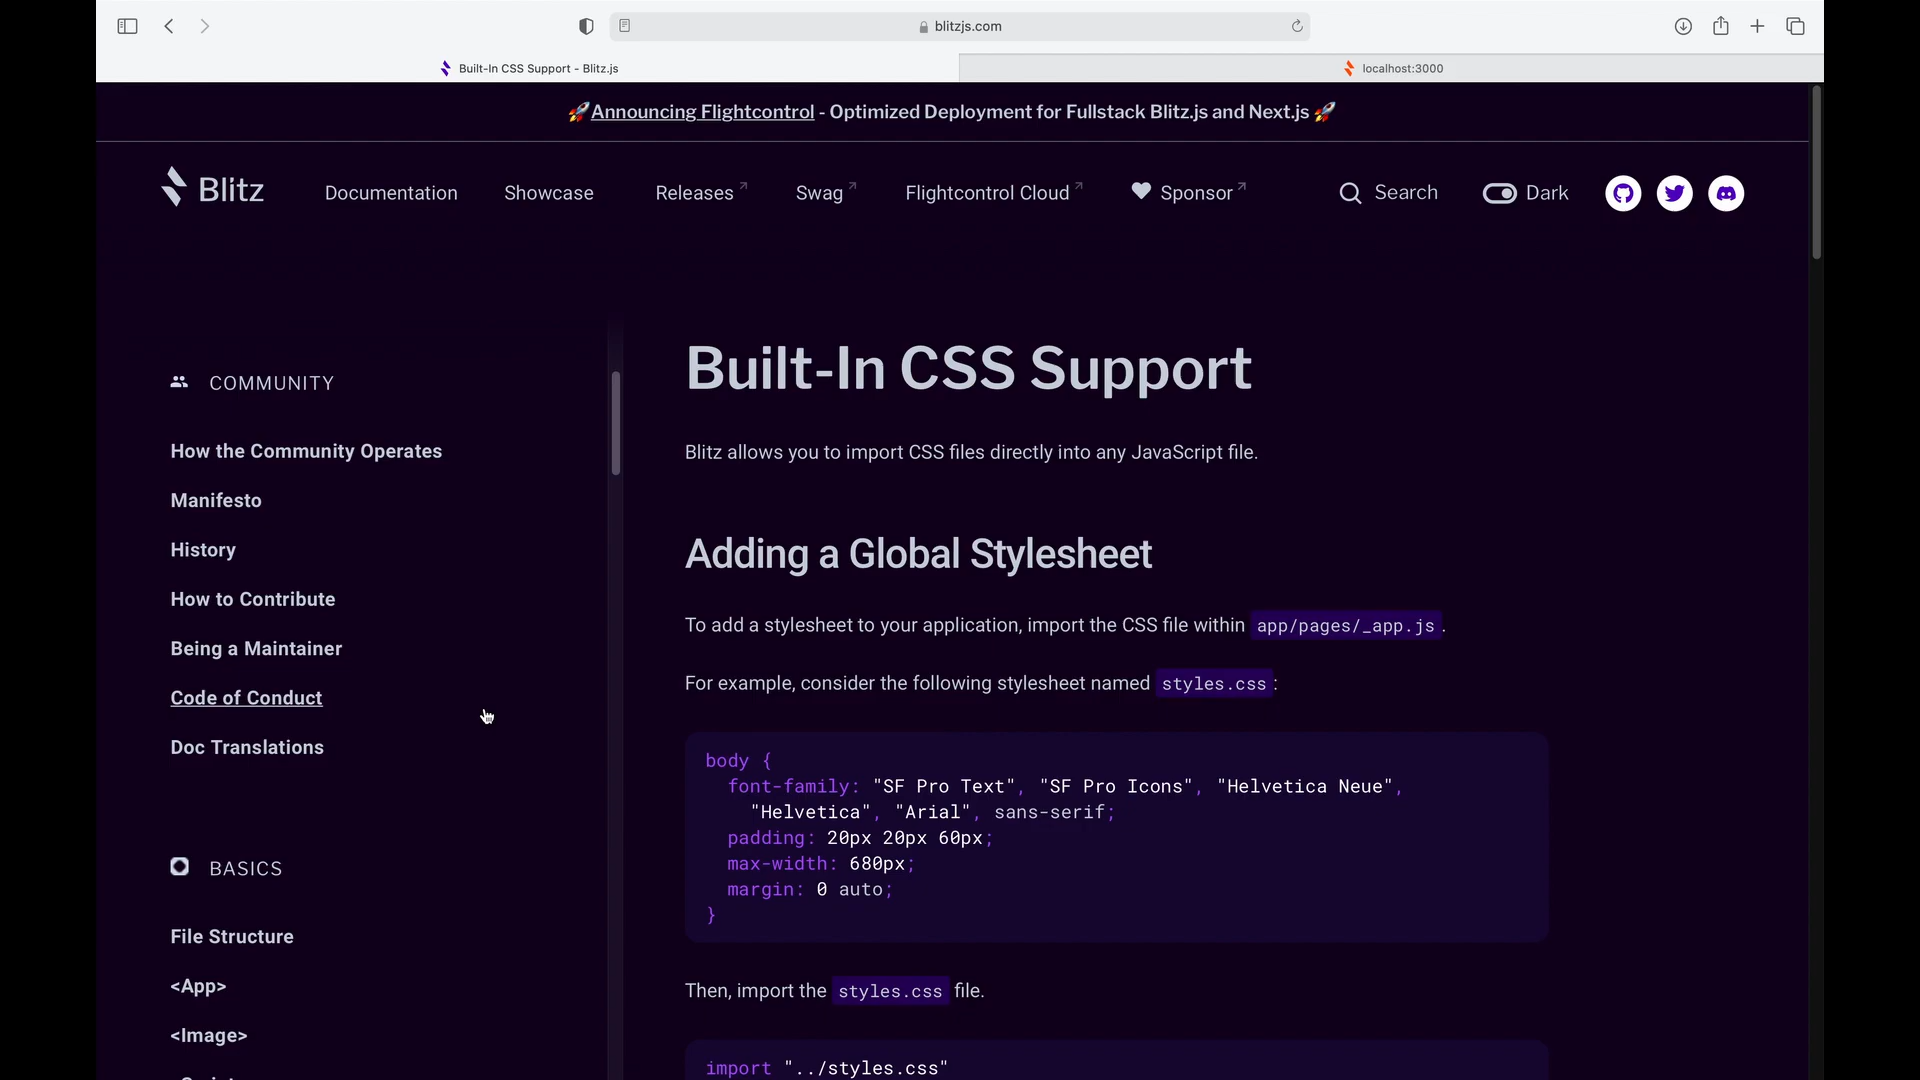 blitzjs.com
Built-In CSS Support - Blitz.js
localhost:3000
🚀Announcing Flightcontrol - Optimized Deployment for Fullstack Blitz.js and Next.js 🚀
Blitz
Documentation
Showcase
Releases
Swag
Flightcontrol Cloud
Sponsor
Search
Dark
COMMUNITY
How the Community Operates
Manifesto
History
How to Contribute
Being a Maintainer
Code of Conduct
Doc Translations
BASICS
File Structure
<App>
<Image>
Built-In CSS Support
Blitz allows you to import CSS files directly into any JavaScript file.
Adding a Global Stylesheet
To add a stylesheet to your application, import the CSS file within app/pages/_app.js.
For example, consider the following stylesheet named styles.css:
body {
font-family: "SF Pro Text", "SF Pro Icons", "Helvetica Neue",
"Helvetica", "Arial", sans-serif;
padding: 20px 20px 60px;
max-width: 680px;
margin: 0 auto;
}
Then, import the styles.css file.
import "../styles.css"